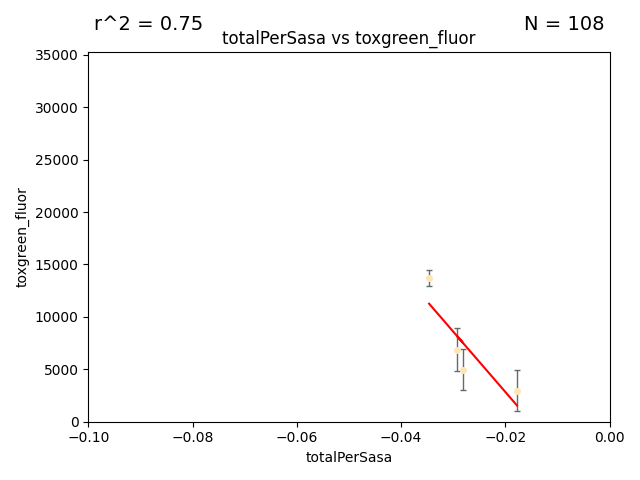 r^2 = 0.75
N = 108
totalPerSasa vs toxgreen_fluor
35000
30000
25000
20000
15000
10000
5000
0
toxgreen_fluor
−0.10
−0.08
−0.06
−0.04
−0.02
0.00
totalPerSasa